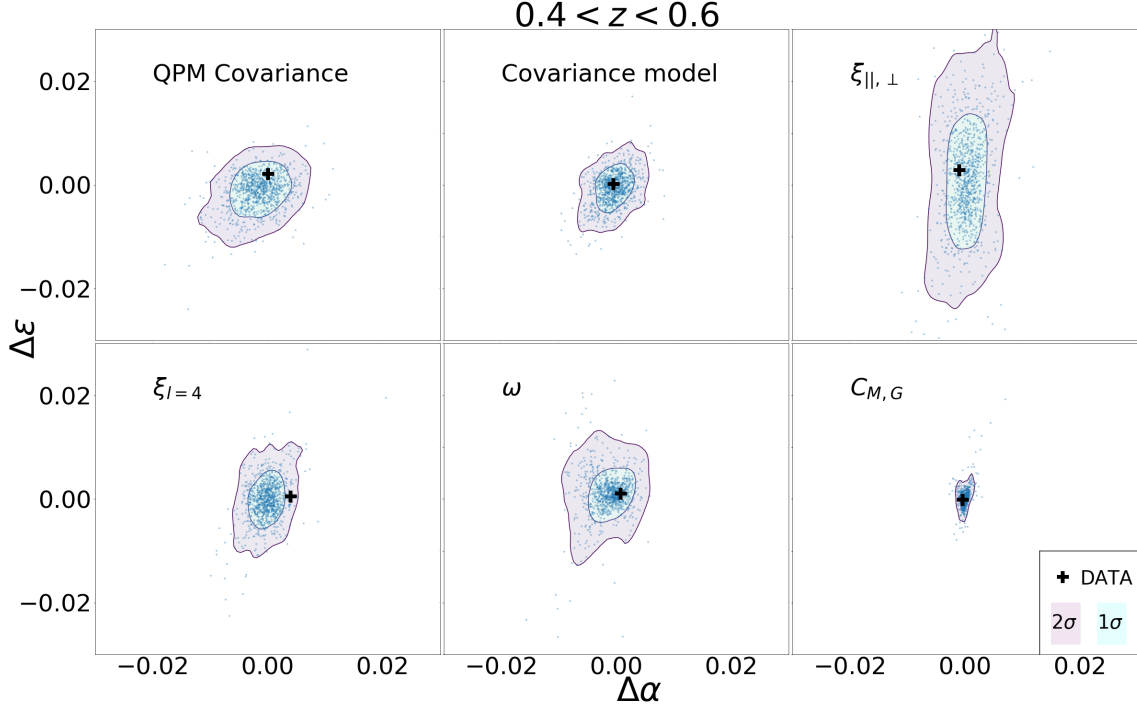 0.4 < z < 0.6
QPM Covariance
Covariance model
ξ||, ⊥
0.02
0.00
−0.02
Δε
ξl = 4
ω
CM, G
0.02
0.00
−0.02
DATA
2σ 1σ
−0.02 0.00 0.02 −0.02 0.00 0.02 −0.02 0.00 0.02
Δα